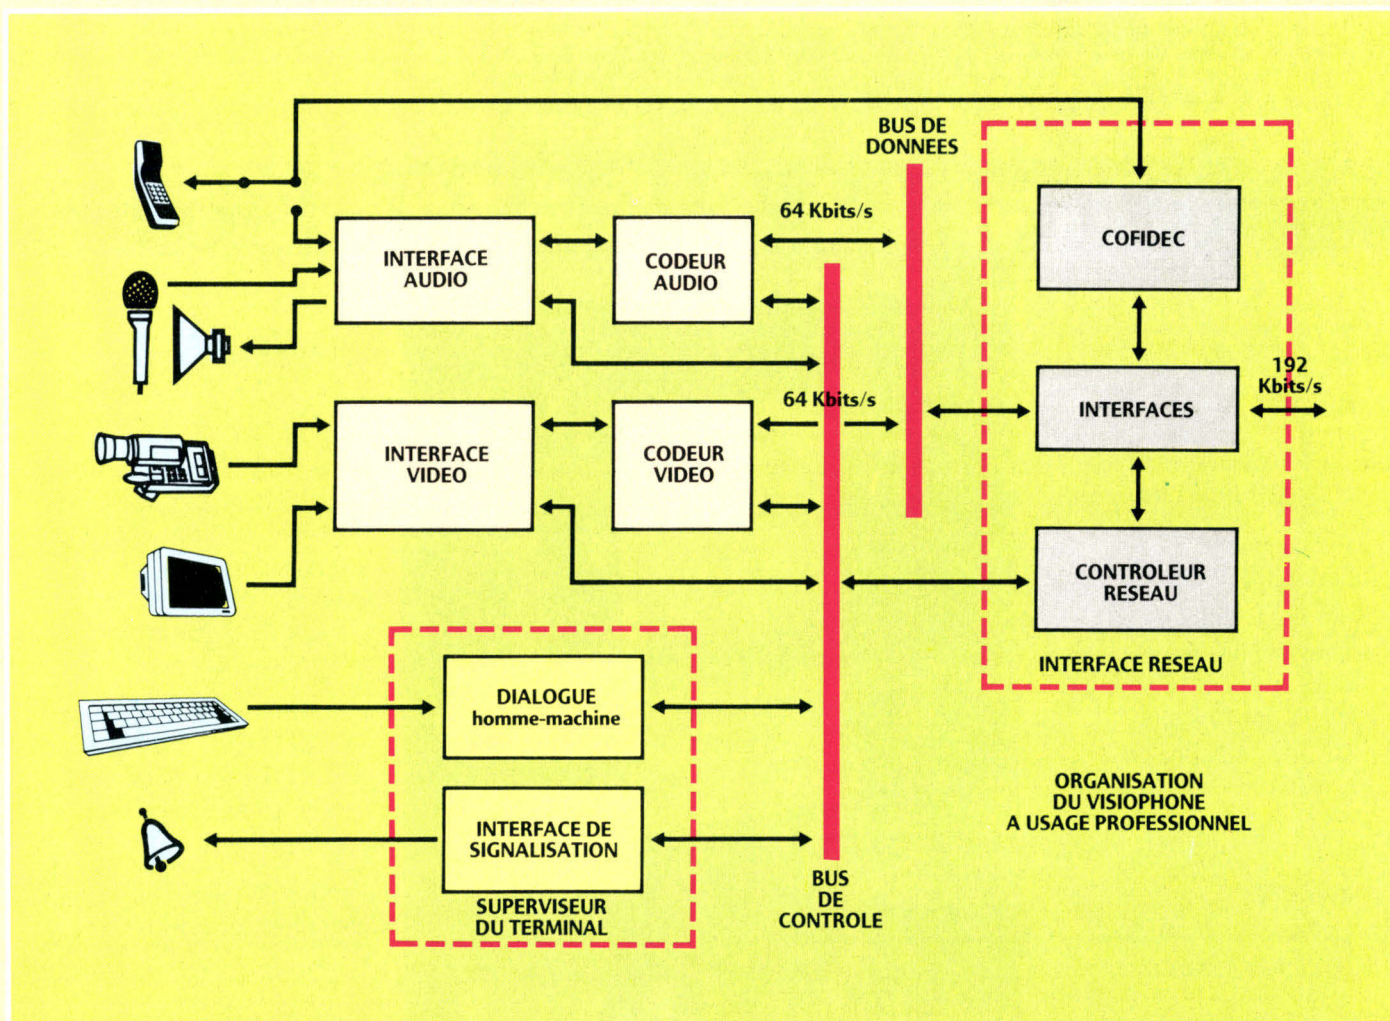 BUS DE
DONNEES
64 Kbits/s
COFIDEC
INTERFACE
AUDIO
CODEUR
AUDIO
192
Kbits/s
64 Kbits/s
INTERFACES
INTERFACE
VIDEO
CODEUR
VIDEO
CONTROLEUR
RESEAU
INTERFACE RESEAU
DIALOGUE
homme-machine
INTERFACE DE
SIGNALISATION
SUPERVISEUR
DU TERMINAL
BUS
DE
CONTROLE
ORGANISATION
DU VISIOPHONE
A USAGE PROFESSIONNEL